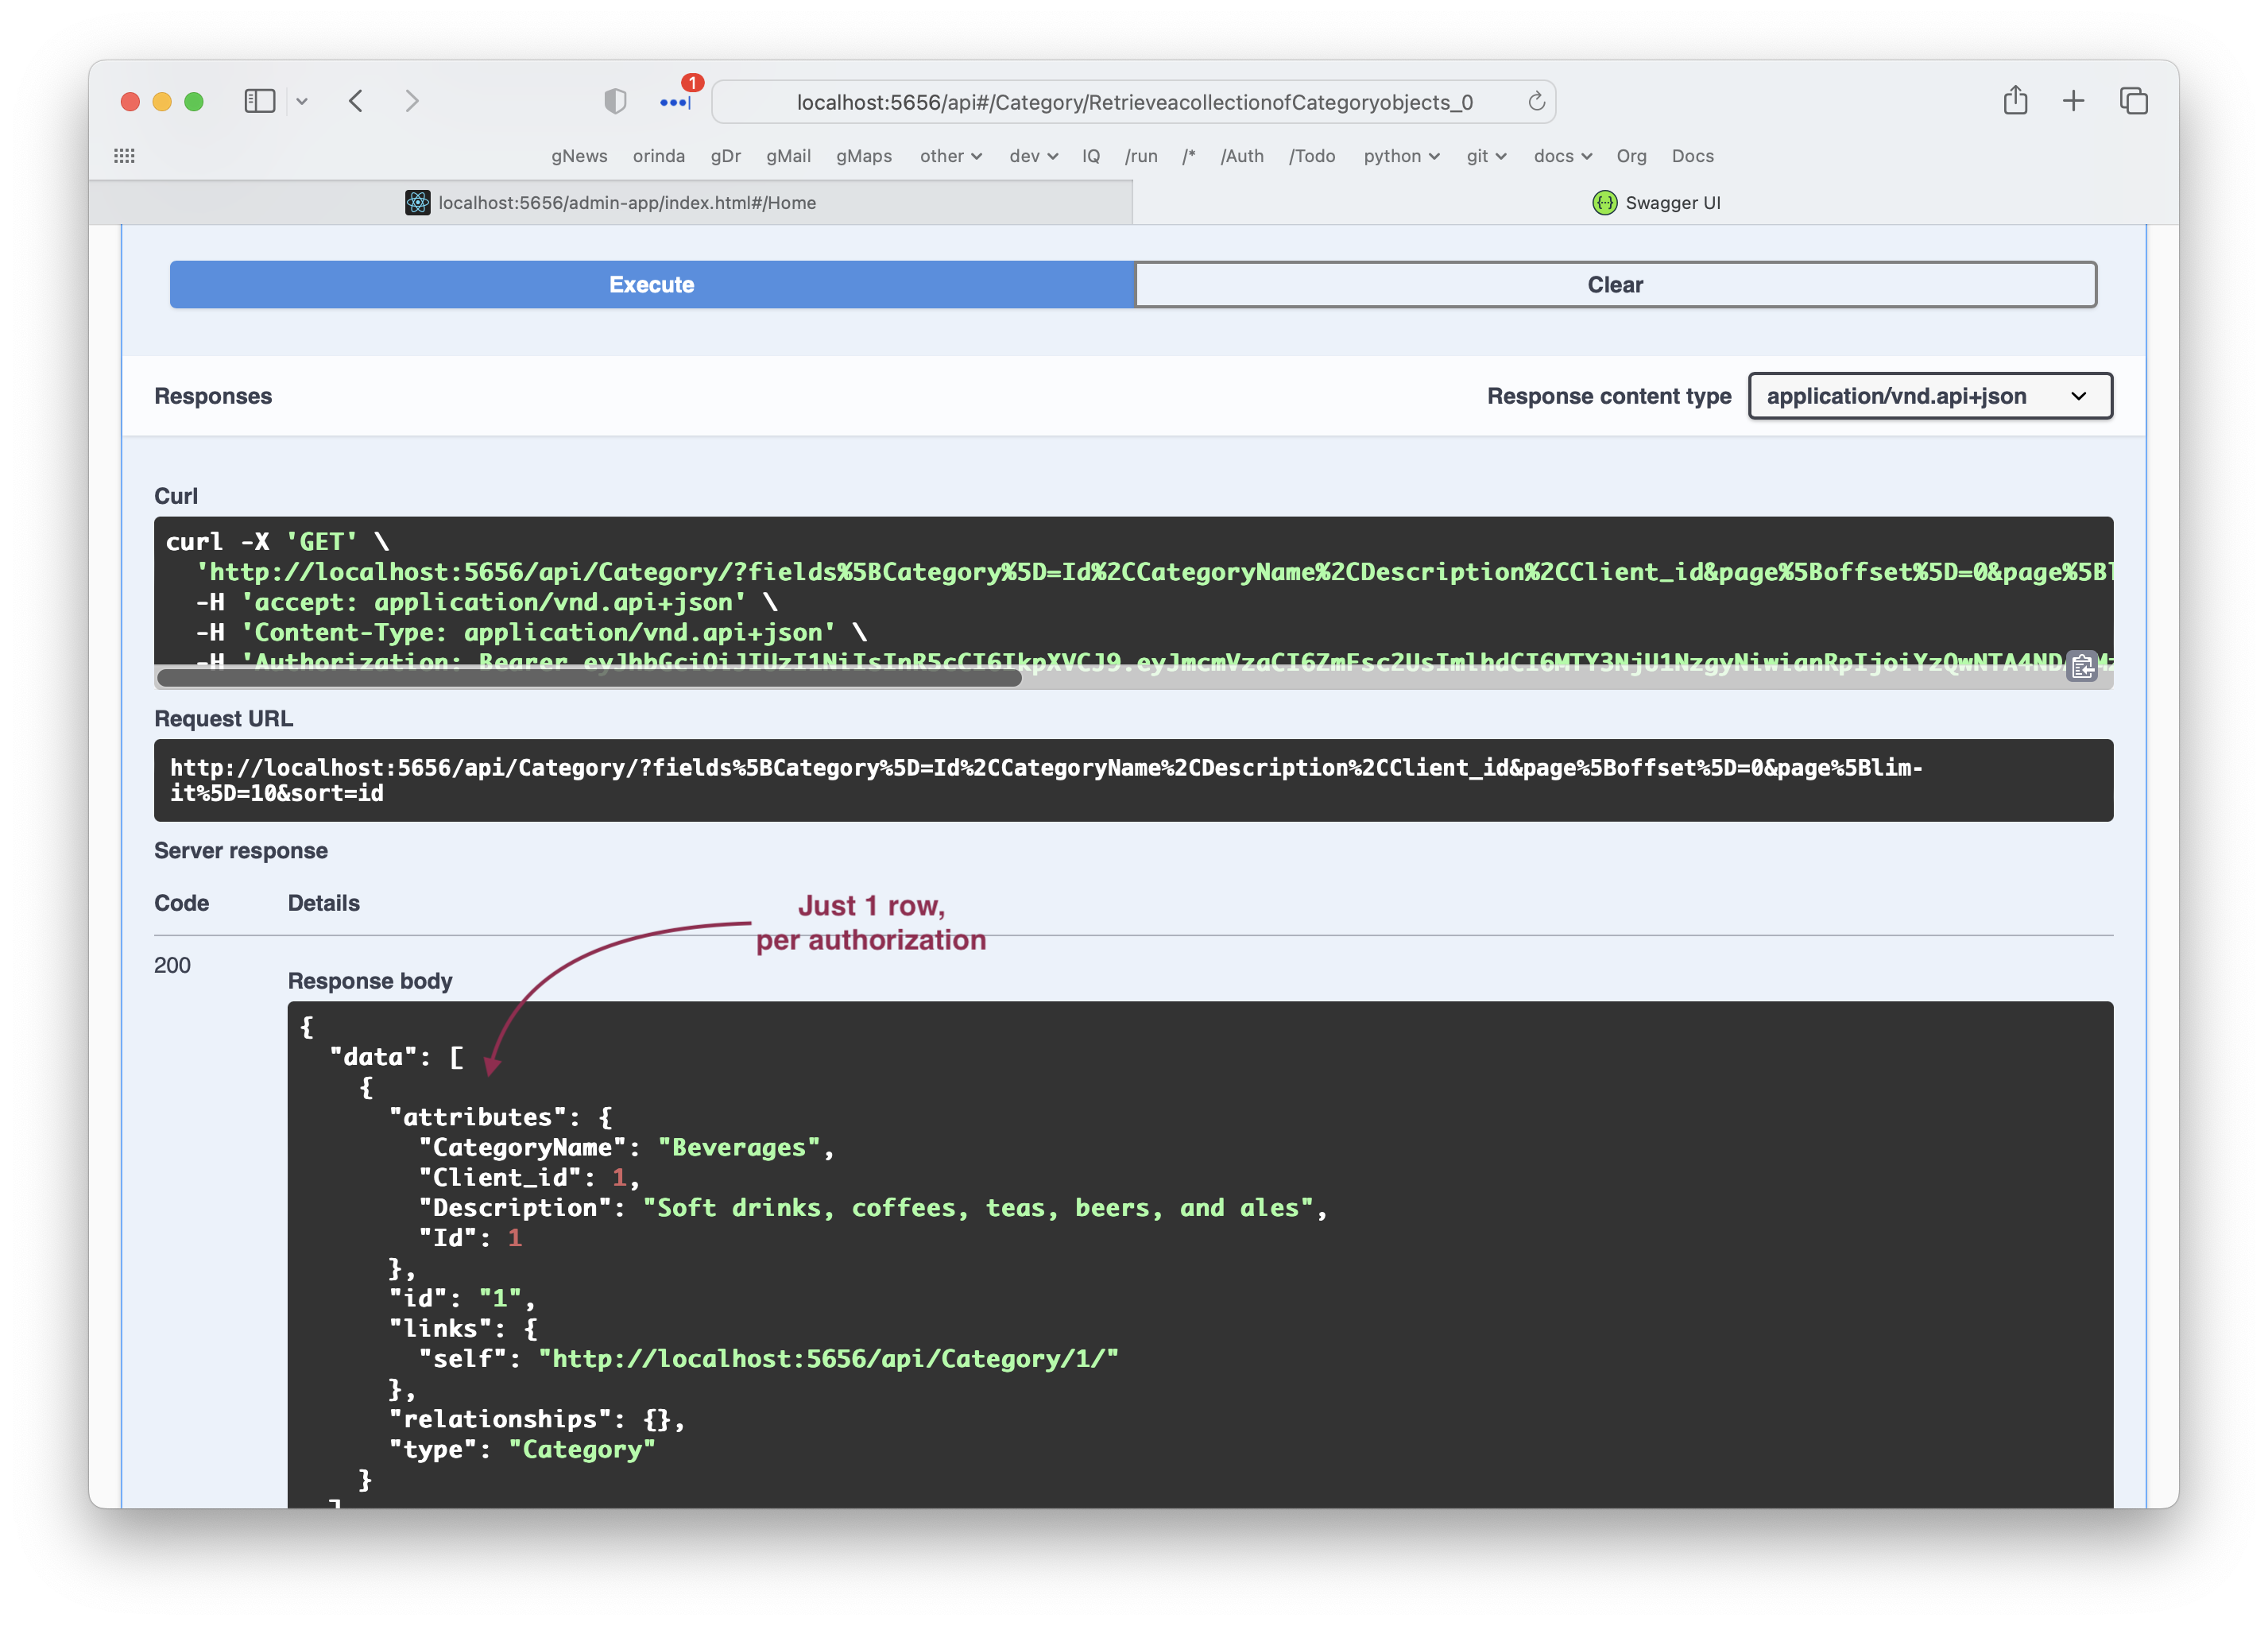 1
localhost:5656/api#/Category/RetrieveacollectionofCategoryobjects_0
gNews orinda gDr gMail gMaps other dev IQ /run /* /Auth /Todo python git docs Org Docs
localhost:5656/admin-app/index.html#/Home Swagger UI
Execute Clear
Responses Response content type application/vnd.api+json
Curl
curl -X 'GET' \
'http://localhost:5656/api/Category/?fields%5BCategory%5D=Id%2CCategoryName%2CDescription%2CClient_id&page%5Boffset%5D=0&page%5Bl
-H 'accept: application/vnd.api+json' \
-H 'Content-Type: application/vnd.api+json' \
-H 'Authorization: Bearer
Request URL
http://localhost:5656/api/Category/?fields%5BCategory%5D=Id%2CCategoryName%2CDescription%2CClient_id&page%5Boffset%5D=0&page%5Blim-
it%5D=10&sort=id
Server response
Code Details
Just 1 row,
per authorization
200
Response body
{
"data": [
{
"attributes": {
"CategoryName": "Beverages",
"Client_id": 1,
"Description": "Soft drinks, coffees, teas, beers, and ales",
"Id": 1
},
"id": "1",
"links": {
"self": "http://localhost:5656/api/Category/1/"
},
"relationships": {},
"type": "Category"
}
]